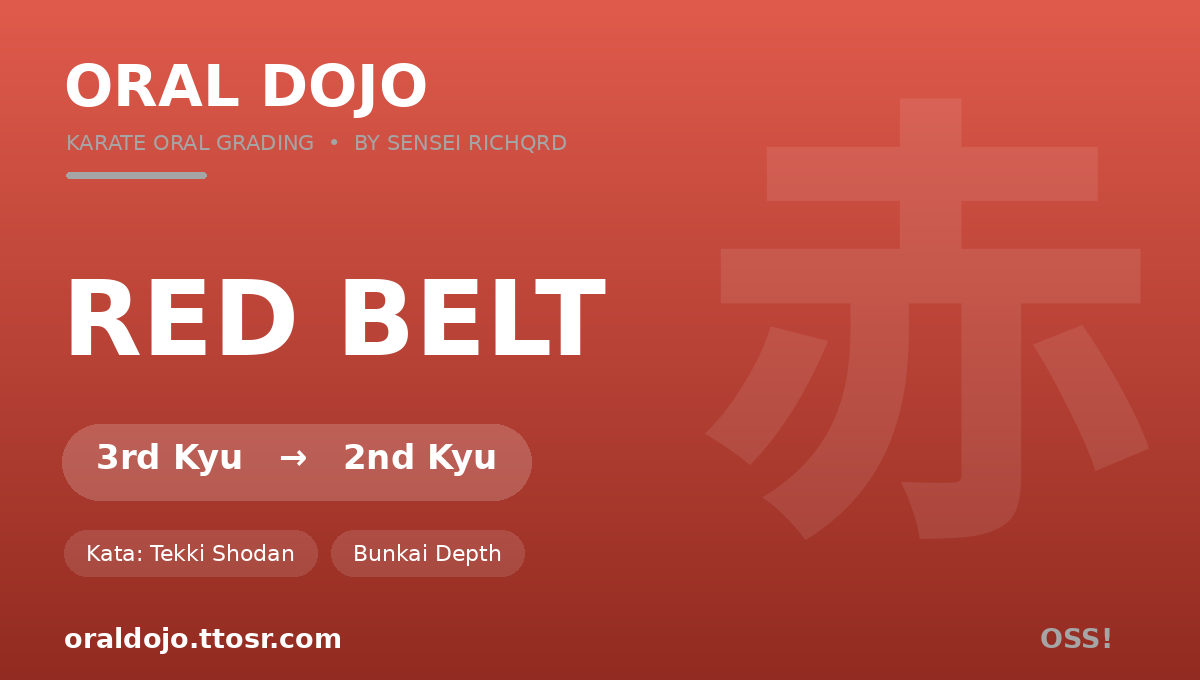 ORAL DOJO
KARATE ORAL GRADING • BY SENSEI RICHQRD
赤
RED BELT
3rd Kyu → 2nd Kyu
Kata: Tekki Shodan
Bunkai Depth
oraldojo.ttosr.com
OSS!